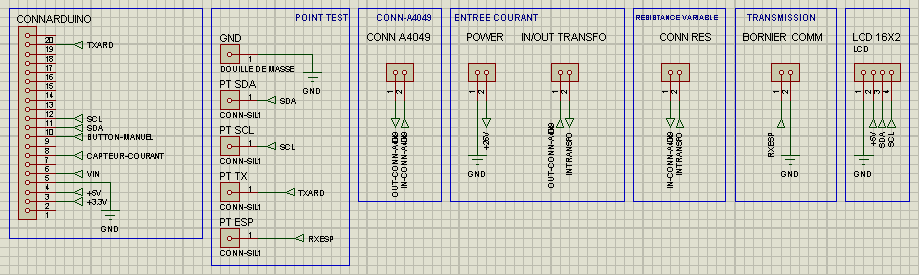 CONNARDUINO
20
TXARD
19
18
17
16
15
14
13
12
SCL
11
SDA
10
BUTTON-MANUEL
9
8
CAPTEUR-COURANT
7
6
VIN
5
4
+5V
3
+3.3V
2
1
GND
POINT TEST
GND
1
DOUILLE DE MASSE
GND
PT SDA
1
SDA
CONN-SIL1
PT SCL
1
SCL
CONN-SIL1
PT TX
1
TXARD
CONN-SIL1
PT ESP
1
RXESP
CONN-SIL1
CONN-A4049
CONN A4049
1
2
OUT-CONN-A4049
IN-CONN-A4049
ENTREE COURANT
POWER
1
2
+26V
GND
IN/OUT TRANSFO
1
2
OUT-CONN-A4049
INTRASFO
RESISTANCE VARIABLE
CONN RES
1
2
IN-CONN-A4049
INTRASFO
TRANSMISSION
BORNIER COMM
1
2
RXESP
GND
LCD 16X2
LCD
1
2
3
4
+5V
SDA
SCL
GND